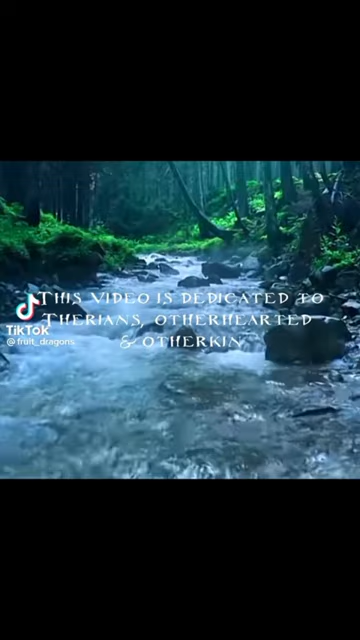 This video is dedicated to
Therians, otherhearted
& otherkin
TikTok
@fruit_dragons